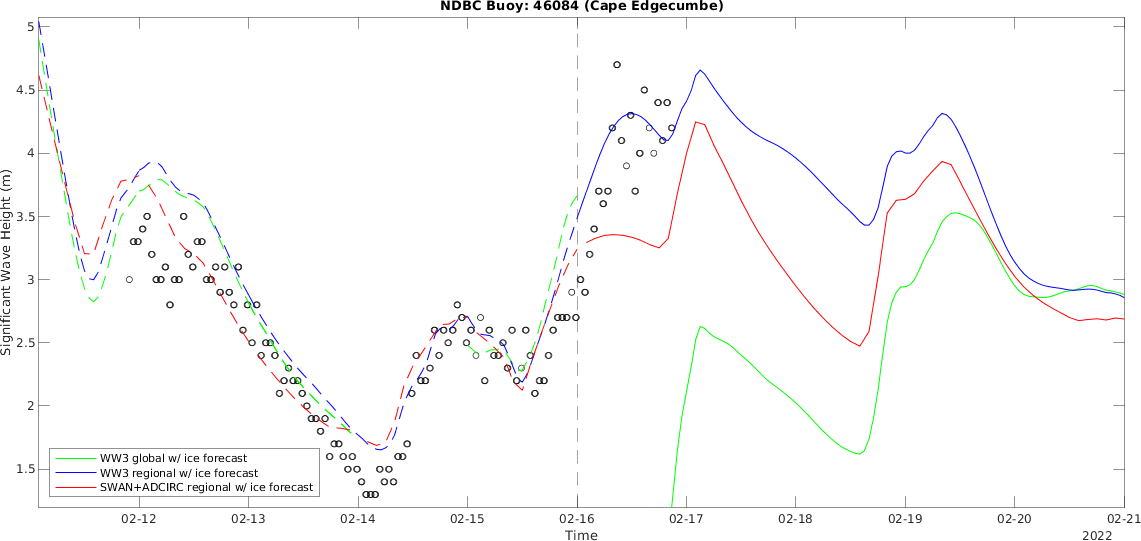 NDBC Buoy: 46084 (Cape Edgecumbe)
5
4.5
4
3.5
3
2.5
2
1.5
Significant Wave Height (m)
WW3 global w/ ice forecast
WW3 regional w/ ice forecast
SWAN+ADCIRC regional w/ ice forecast
02-12 02-13 02-14 02-15 02-16 02-17 02-18 02-19 02-20 02-21
Time
2022